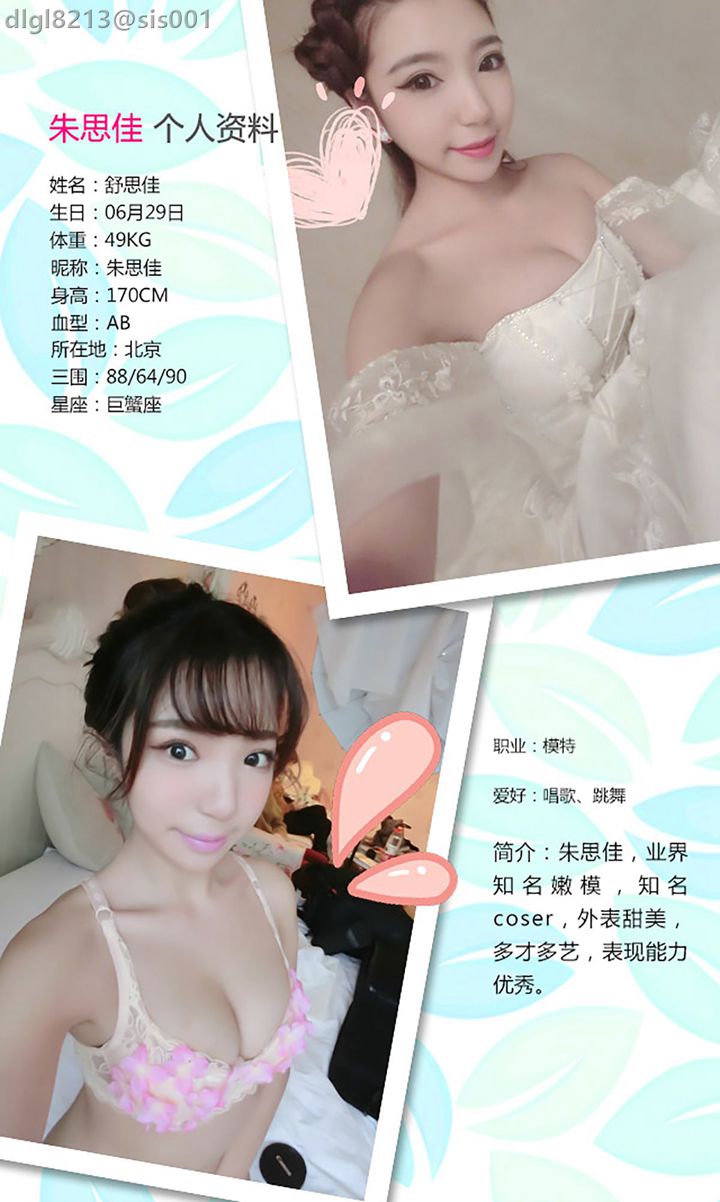 dlgl8213@sis001
朱思佳 个人资料
姓名：舒思佳
生日：06月29日
体重：49KG
昵称：朱思佳
身高：170CM
血型：AB
所在地：北京
三围：88/64/90
星座：巨蟹座
职业：模特
爱好：唱歌、跳舞
简介：朱思佳，业界
知名嫩模，知名
coser，外表甜美，
多才多艺，表现能力
优秀。